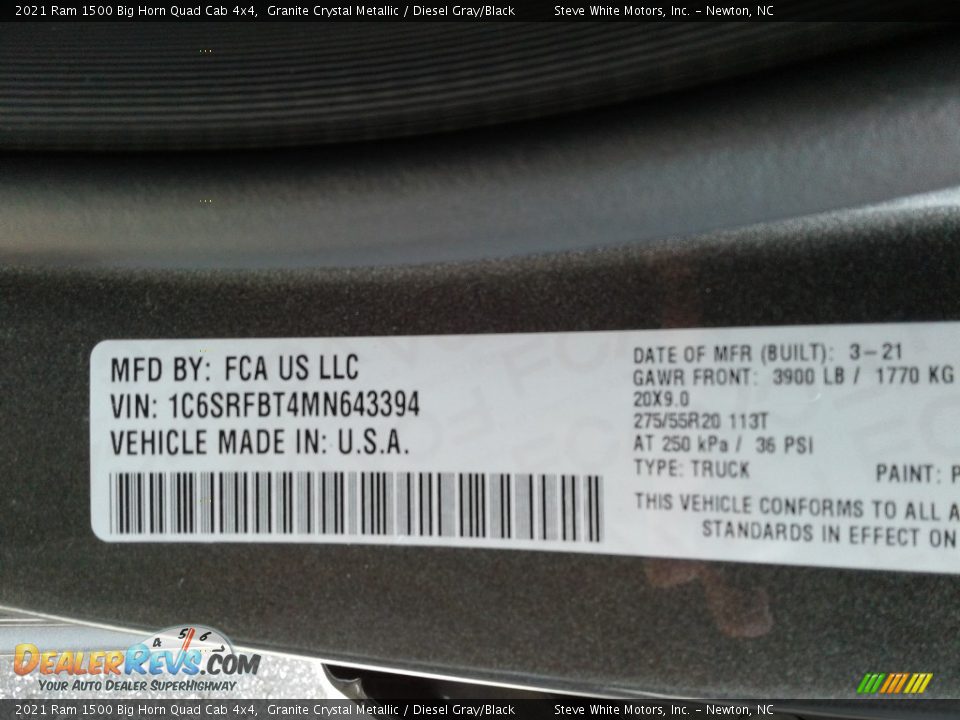 2021 Ram 1500 Big Horn Quad Cab 4x4,  Granite Crystal Metallic / Diesel Gray/Black        Steve White Motors, Inc. - Newton, NC
MFD BY: FCA US LLC
VIN: 1C6SRFBT4MN643394
VEHICLE MADE IN: U.S.A.
DATE OF MFR (BUILT): 3-21
GAWR FRONT: 3900 LB / 1770 KG
20X9.0
275/55R20 113T
AT 250 kPa / 36 PSI
TYPE: TRUCK PAINT: P
THIS VEHICLE CONFORMS TO ALL A
STANDARDS IN EFFECT ON
4 5 6
DEALERREVS.COM
YOUR AUTO DEALER SUPERHIGHWAY
2021 Ram 1500 Big Horn Quad Cab 4x4,  Granite Crystal Metallic / Diesel Gray/Black        Steve White Motors, Inc. - Newton, NC